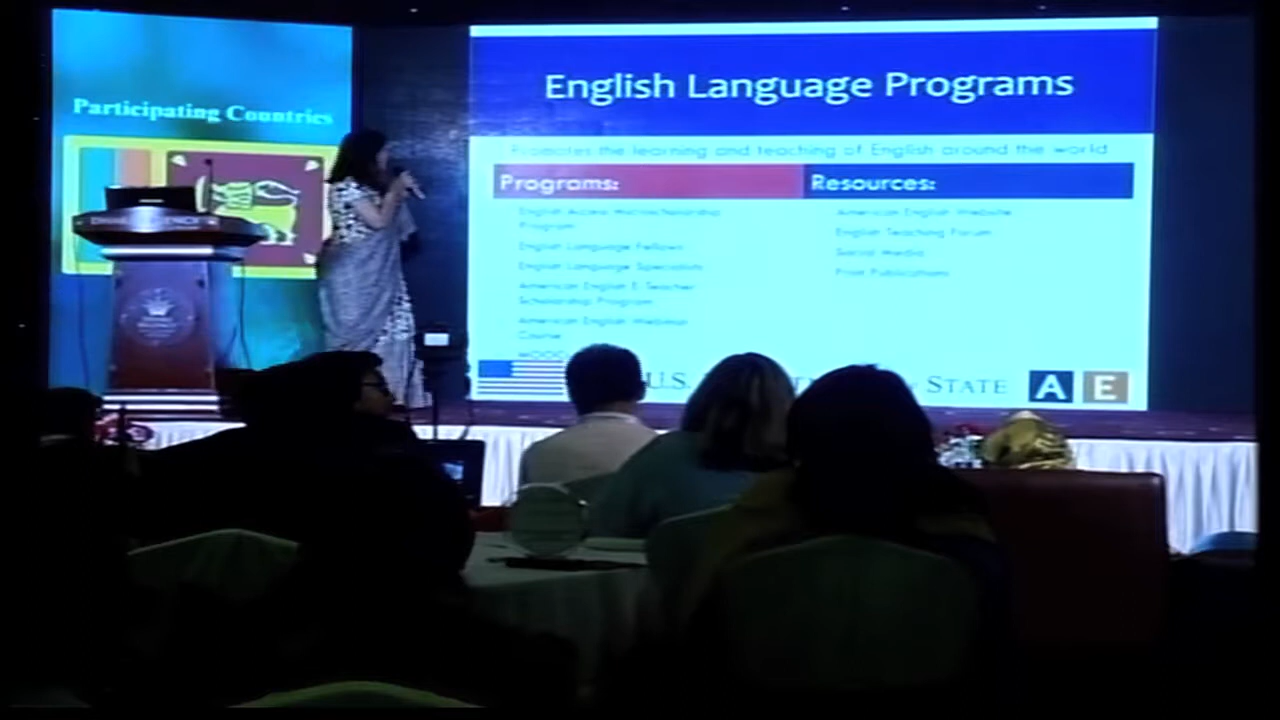 Participating Countries
English Language Programs
Promotes the learning and teaching of English around the world
Programs:
English Access Microscholarship
Program
English Language Fellows
English Language Specialists
American English E-Teacher
Scholarship Program
American English Webinar
Course
MOOC
Resources:
American English Website
English Teaching Forum
Social Media
Print Publications
U.S.
STATE
A E